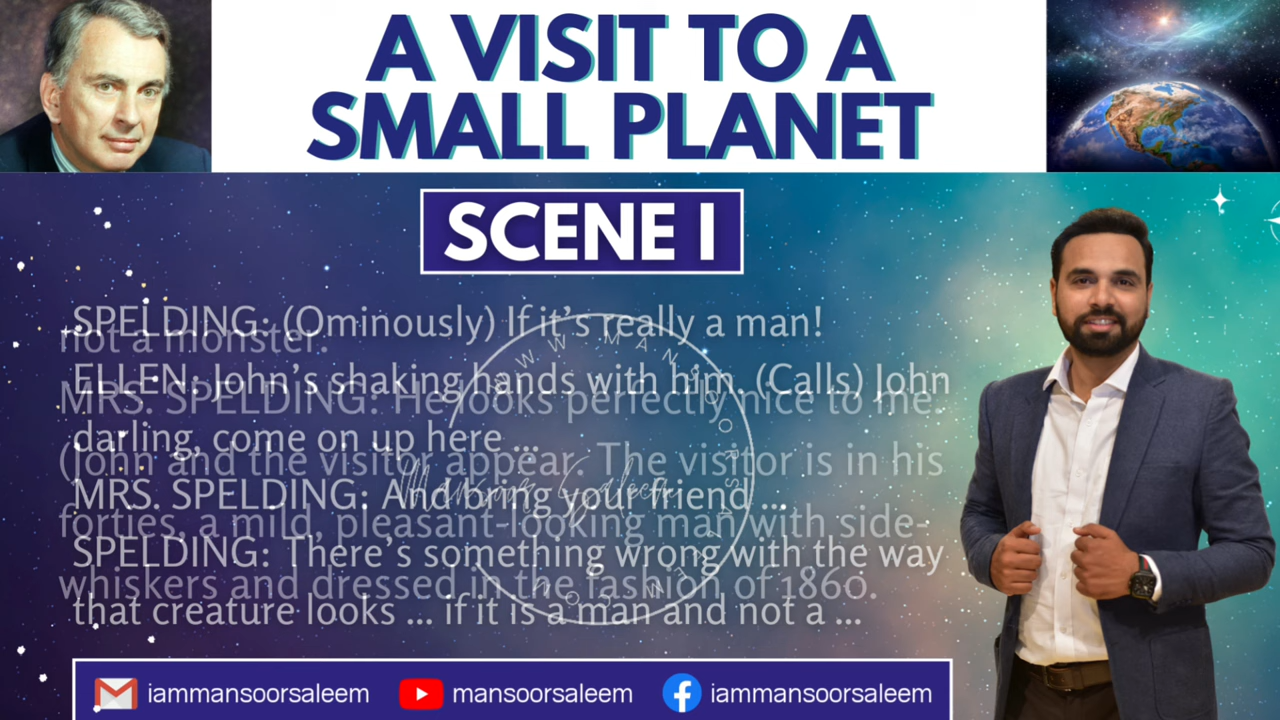 A VISIT TO A
SMALL PLANET
SCENE I
SPELDING: (Ominously) If it's really a man!
ELLEN: John's shaking hands with him. (Calls) John
darling, come on up here ...
MRS. SPELDING: And bring your friend ...
SPELDING: There's something wrong with the way
that creature looks ... if it is a man and not a ...
not a monster.
MRS. SPELDING: He looks perfectly nice to me.
(John and the visitor appear. The visitor is in his
forties, a mild, pleasant-looking man with side-
whiskers and dressed in the fashion of 1860.
Mansoor Saleem
iammansoorsaleem
mansoorsaleem
iammansoorsaleem